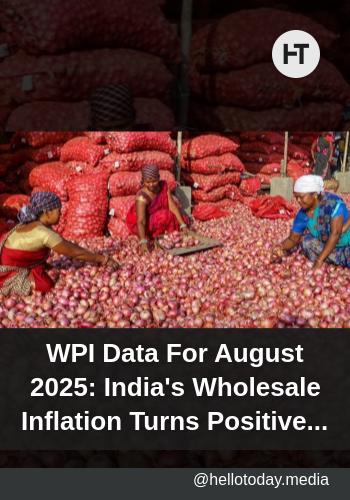 HT
WPI Data For August
2025: India's Wholesale
Inflation Turns Positive...
@hellotoday.media